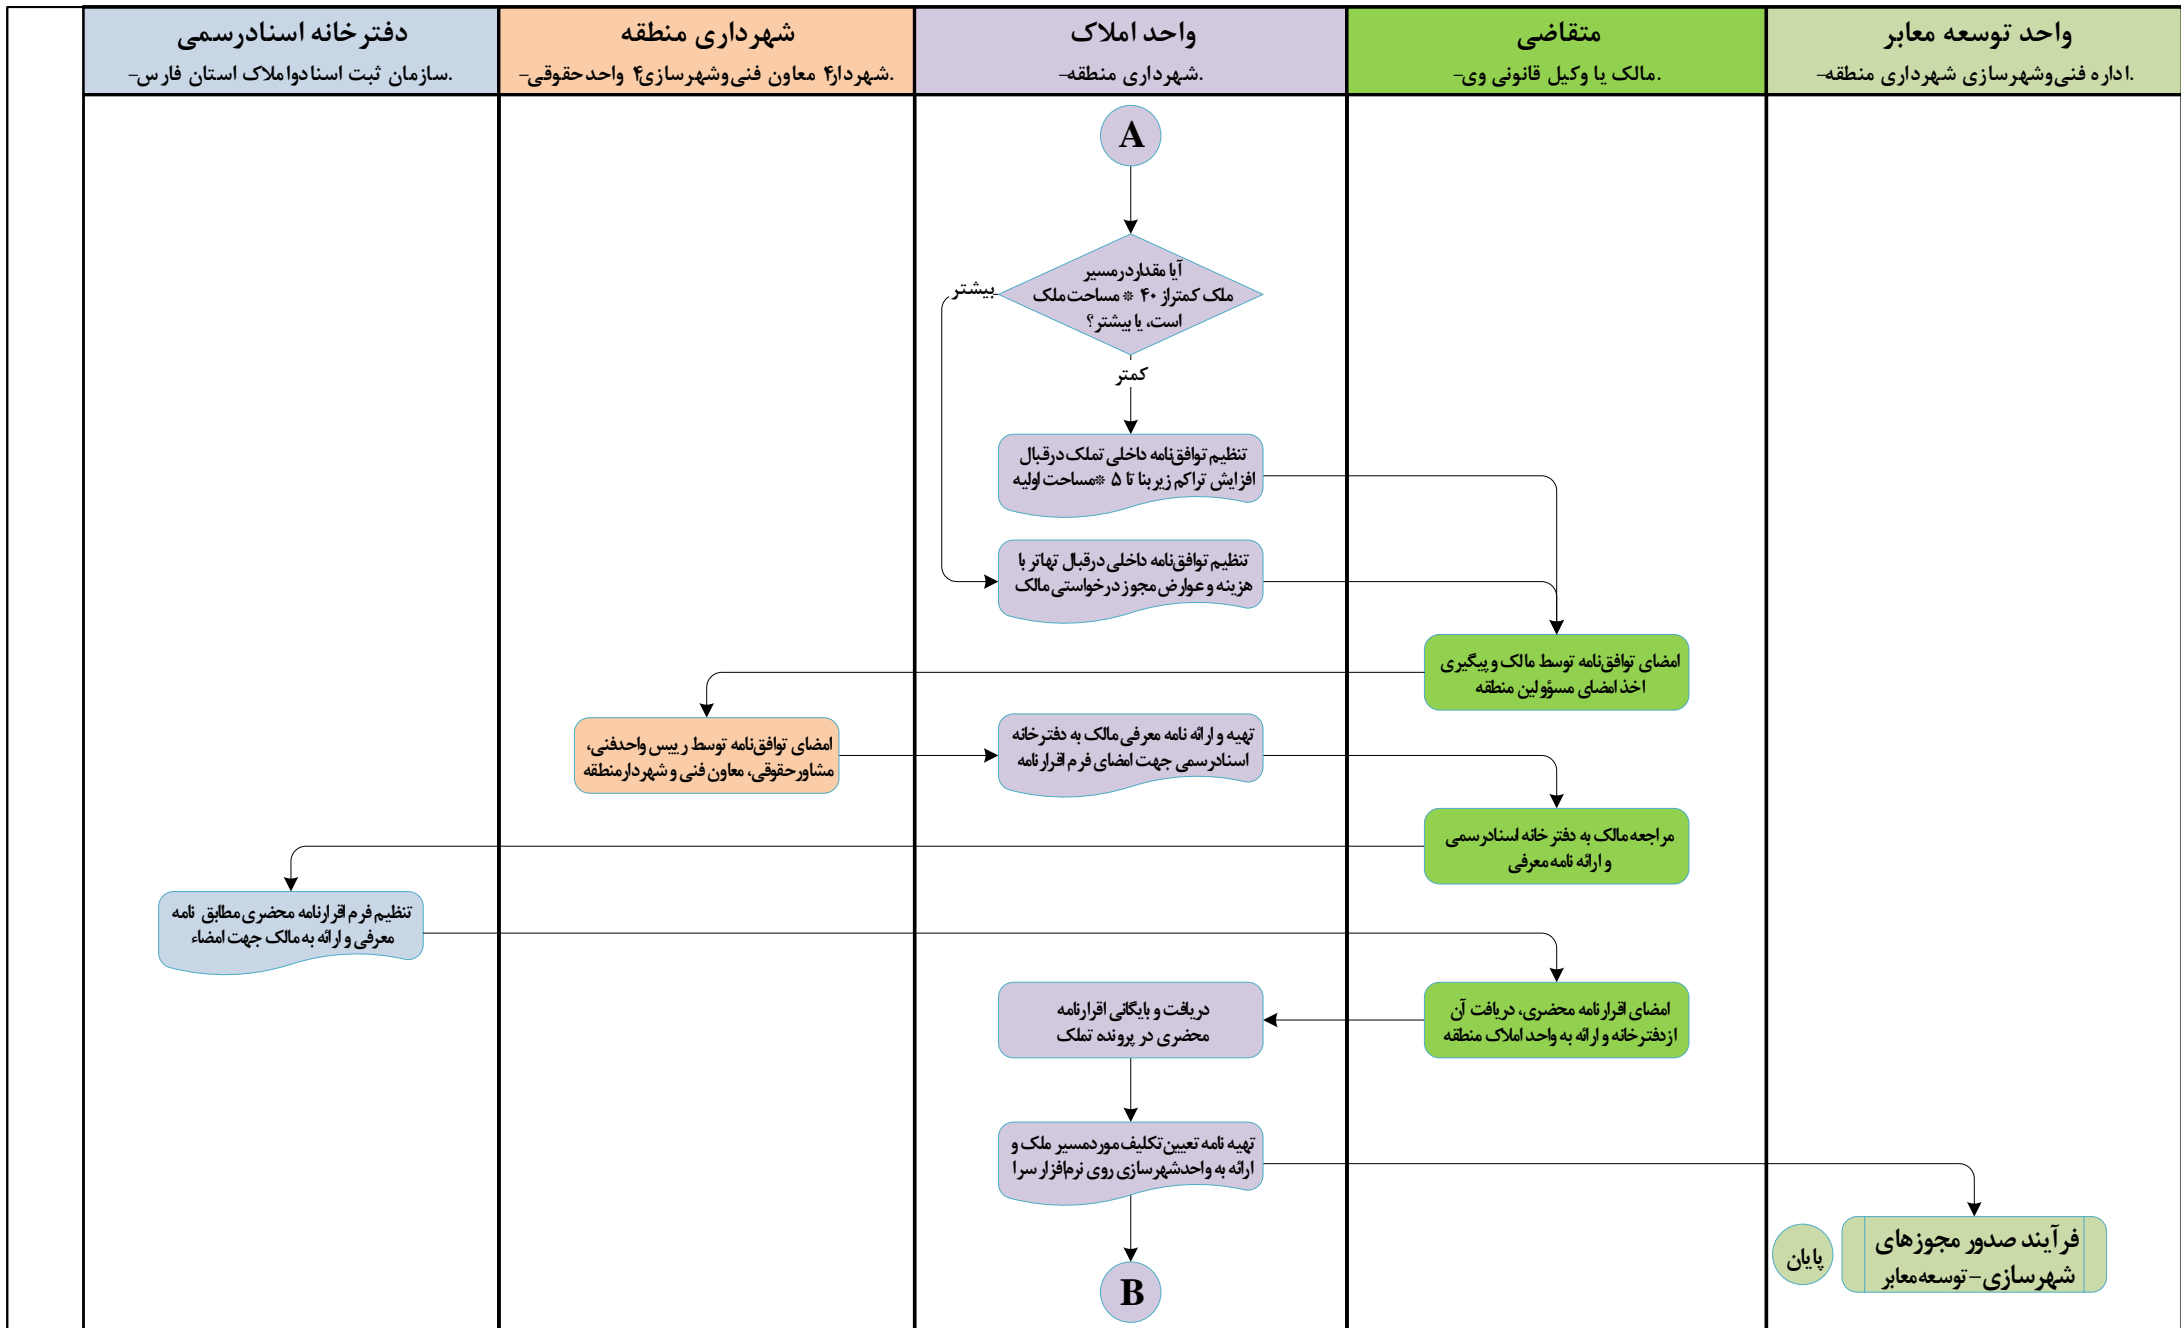 واحد توسعه معابر
.اداره فنی‌وشهرسازی شهرداری منطقه–
متقاضی
.مالک یا وکیل قانونی وی–
واحد املاک
.شهرداری منطقه–
شهرداری منطقه
.شهردار۴ معاون فنی‌وشهرسازی۴ واحدحقوقی–
دفترخانه اسنادرسمی
.سازمان ثبت اسنادواملاک استان فارس–
A
آیا مقداردرمسیر
ملک کمتراز ۴۰ * مساحت‌ملک
است، یا بیشتر؟
بیشتر
کمتر
تنظیم توافق‌نامه داخلی تملک‌درقبال
افزایش تراکم زیربنا تا ۵ *مساحت اولیه
تنظیم توافق‌نامه داخلی‌درقبال تهاتر با
هزینه و عوارض مجوز درخواستی مالک
امضای توافق‌نامه توسط مالک وپیگیری
اخذ امضای مسؤولین منطقه
امضای توافق‌نامه توسط رییس واحدفنی،
مشاورحقوقی، معاون فنی و شهردارمنطقه
تهیه و ارائه نامه معرفی مالک به دفترخانه
اسنادرسمی جهت امضای فرم اقرارنامه
مراجعه مالک به دفترخانه اسنادرسمی
و ارائه نامه معرفی
تنظیم فرم اقرارنامه محضری مطابق نامه
معرفی و ارائه به مالک جهت امضاء
امضای اقرارنامه محضری، دریافت آن
ازدفترخانه و ارائه به واحد املاک منطقه
دریافت و بایگانی اقرارنامه
محضری در پرونده تملک
تهیه نامه تعیین‌تکلیف موردمسیر ملک و
ارائه به واحدشهرسازی روی نرم‌افزار سرا
فرآیند صدور مجوزهای
شهرسازی–توسعه‌معابر
پایان
B